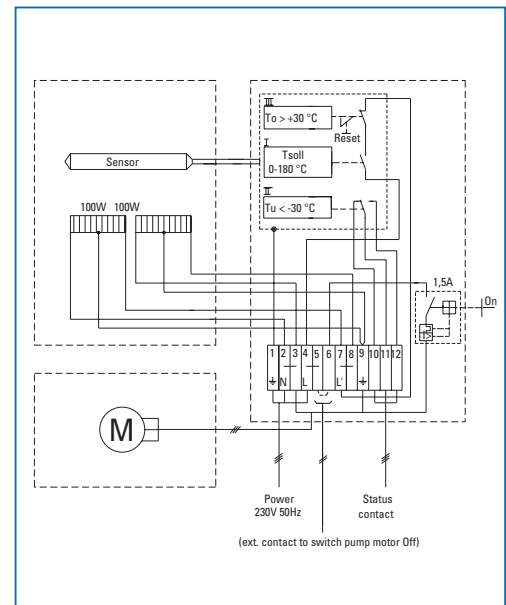 III
To > +30 °C
Reset
I
Tsoll
0-180 °C
II
Tu < -30 °C
Sensor
100W 100W
1,5A
On
1 2 3 4 5 6 7 8 9 10 11 12
N L L'
M
Power
230V 50Hz
Status
contact
(ext. contact to switch pump motor Off)